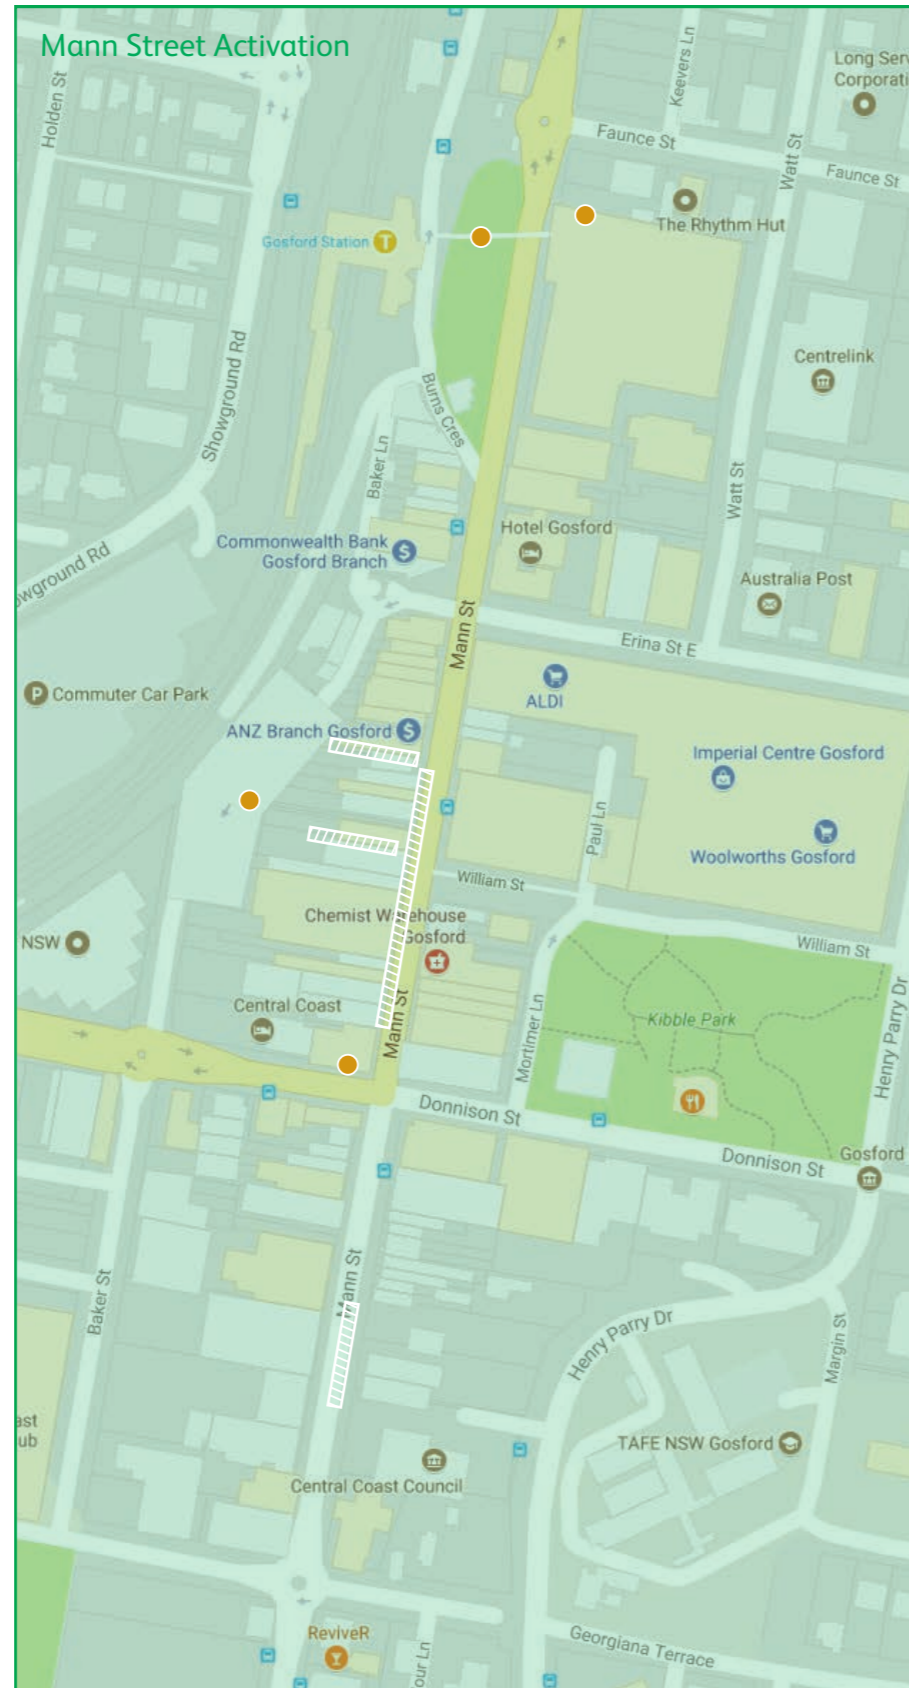 Mann Street Activation
Holden St
Keevers Ln
Long Serv
Corporati
Faunce St
Watt St
Faunce St
The Rhythm Hut
Gosford Station
T
Centrelink
Showground Rd
Burns Cres
Baker Ln
Watt St
Hotel Gosford
Commonwealth Bank
Gosford Branch
$
wground Rd
Australia Post
Mann St
Erina St E
P
Commuter Car Park
ALDI
ANZ Branch Gosford
$
Imperial Centre Gosford
Paul Ln
Woolworths Gosford
William St
Chemist Warehouse
Gosford
NSW
William St
Central Coast
Mann St
Mortimer Ln
Kibble Park
Henry Parry Dr
Donnison St
Donnison St
Gosford
Baker St
Mann St
Henry Parry Dr
Margin St
ast
ub
TAFE NSW Gosford
Central Coast Council
ReviveR
our Ln
Georgiana Terrace